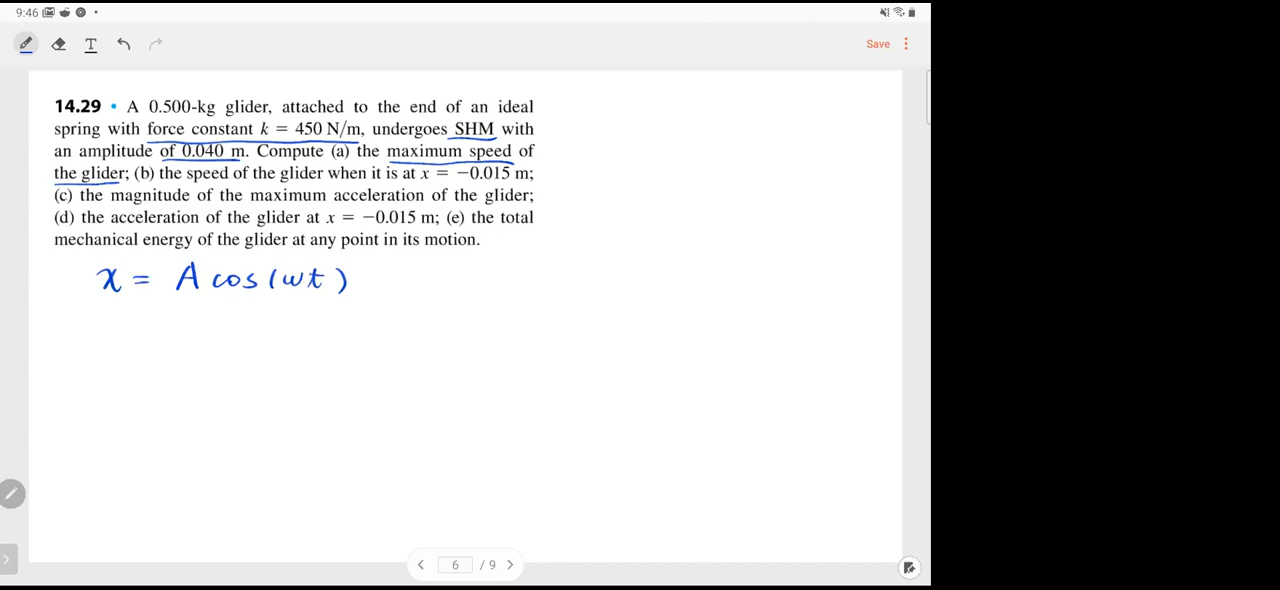 9:46
T
Save
14.29 • A 0.500-kg glider, attached to the end of an ideal
spring with force constant k = 450 N/m, undergoes SHM with
an amplitude of 0.040 m. Compute (a) the maximum speed of
the glider; (b) the speed of the glider when it is at x = −0.015 m;
(c) the magnitude of the maximum acceleration of the glider;
(d) the acceleration of the glider at x = −0.015 m; (e) the total
mechanical energy of the glider at any point in its motion.
x = A cos(ωt)
< 6 / 9 >